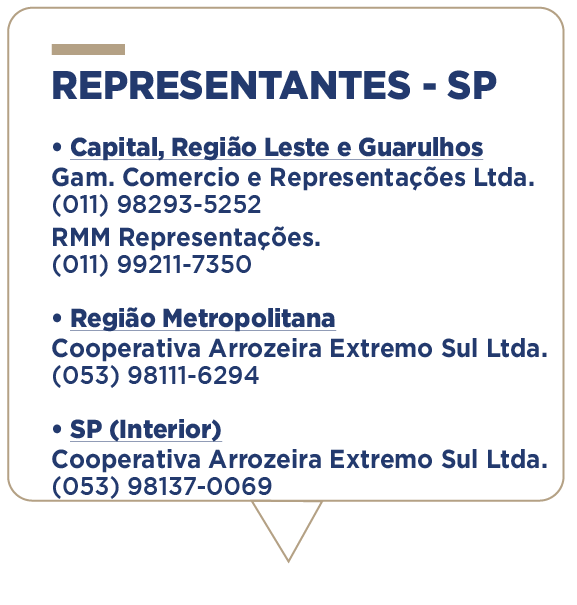 REPRESENTANTES - SP
• Capital, Região Leste e Guarulhos
Gam. Comercio e Representações Ltda.
(011) 98293-5252
RMM Representações.
(011) 99211-7350
• Região Metropolitana
Cooperativa Arrozeira Extremo Sul Ltda.
(053) 98111-6294
• SP (Interior)
Cooperativa Arrozeira Extremo Sul Ltda.
(053) 98137-0069